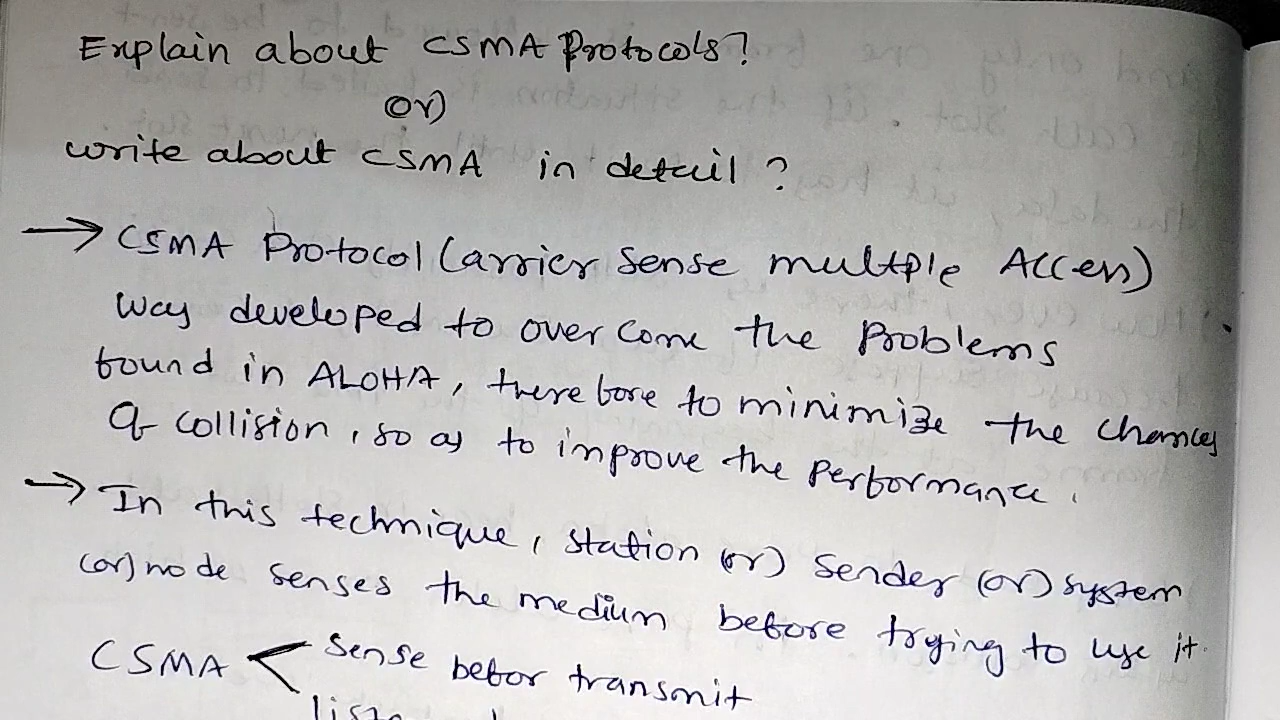 Explain about CSMA Protocols?
(or)
write about CSMA in detail?
→ CSMA Protocol (Carrier Sense multple Access)
Way developed to over come the Problems
found in ALOHA, there fore to minimize the chances
of collision, so as to improve the performance.
→ In this technique, station (or) Sender (or) system
(or) node senses the medium before trying to use it.
CSMA < Sense befor transmit